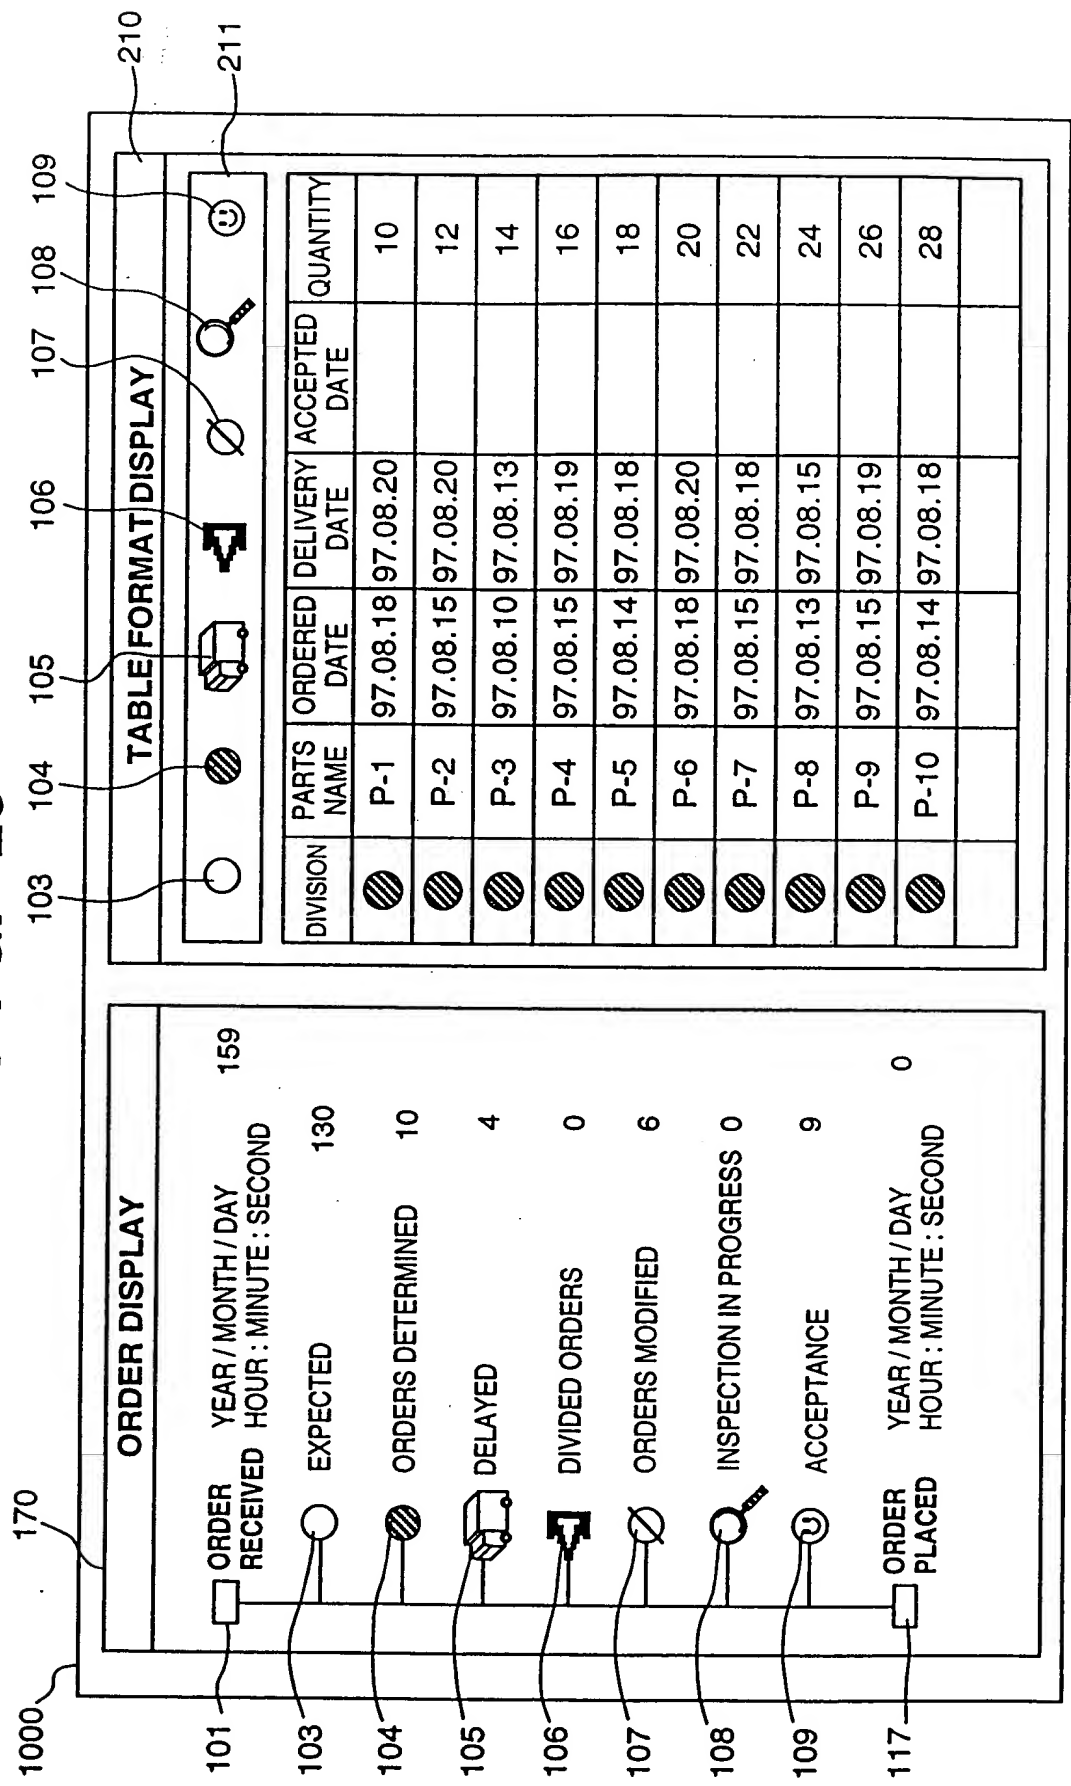 1000
170
ORDER DISPLAY
101
ORDER RECEIVED
YEAR / MONTH / DAY
HOUR : MINUTE : SECOND
159
103
EXPECTED 130
104
ORDERS DETERMINED 10
105
DELAYED 4
106
DIVIDED ORDERS 0
107
ORDERS MODIFIED 6
108
INSPECTION IN PROGRESS 0
109
ACCEPTANCE 9
117
ORDER PLACED
YEAR / MONTH / DAY
HOUR : MINUTE : SECOND
0
103 104 105 106 107 108 109
210
211
TABLE FORMAT DISPLAY
DIVISION PARTS NAME ORDERED DATE DELIVERY DATE ACCEPTED DATE QUANTITY
P-1 97.08.18 97.08.20 10
P-2 97.08.15 97.08.20 12
P-3 97.08.10 97.08.13 14
P-4 97.08.15 97.08.19 16
P-5 97.08.14 97.08.18 18
P-6 97.08.18 97.08.20 20
P-7 97.08.15 97.08.18 22
P-8 97.08.13 97.08.15 24
P-9 97.08.15 97.08.19 26
P-10 97.08.14 97.08.18 28